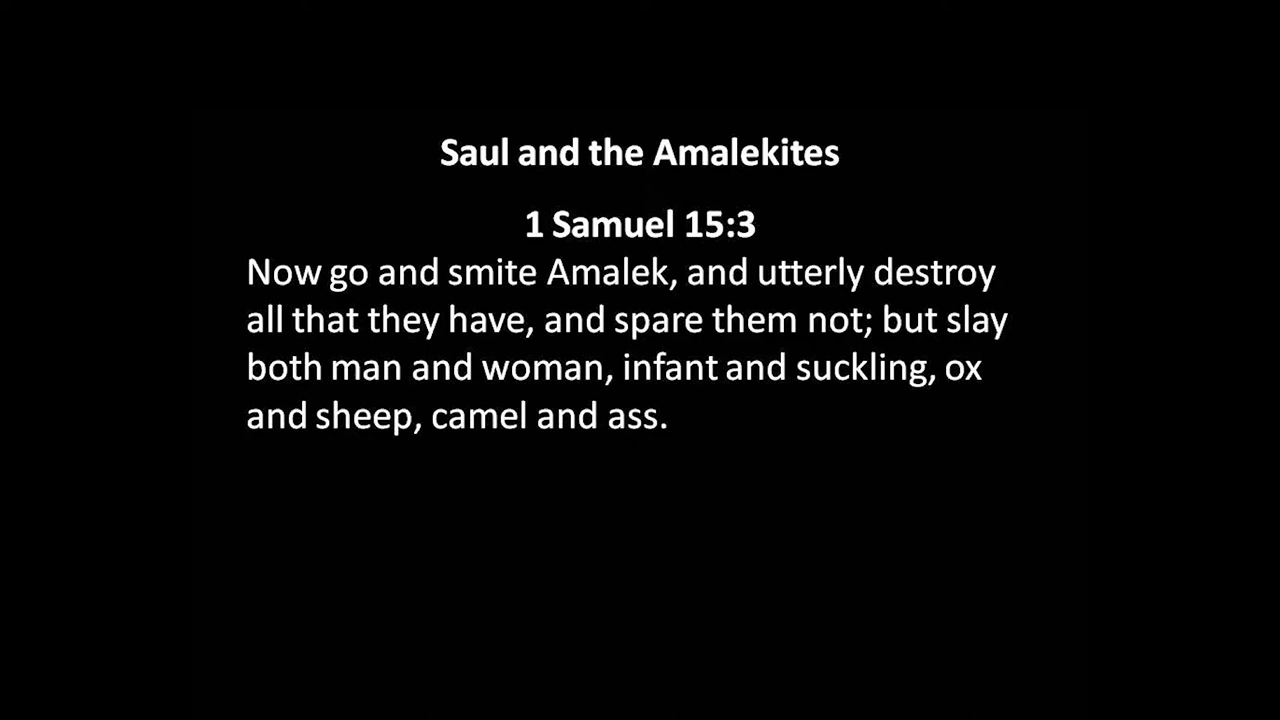 Saul and the Amalekites
1 Samuel 15:3
Now go and smite Amalek, and utterly destroy
all that they have, and spare them not; but slay
both man and woman, infant and suckling, ox
and sheep, camel and ass.